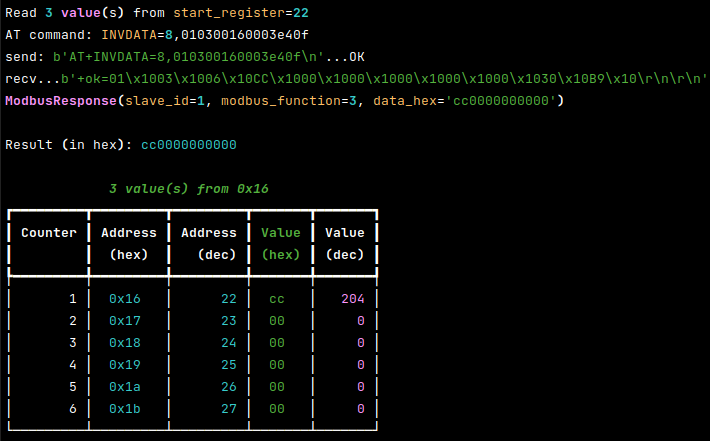 Read 3 value(s) from start_register=22
AT command: INVDATA=8,010300160003e40f
send: b'AT+INVDATA=8,010300160003e40f\n'...OK
recv...b'+ok=01\x1003\x1006\x10CC\x1000\x1000\x1000\x1000\x1000\x1030\x10B9\x10\r\n\r\n'
ModbusResponse(slave_id=1, modbus_function=3, data_hex='cc0000000000')
Result (in hex): cc0000000000
3 value(s) from 0x16
Counter Address Address Value Value
(hex) (dec) (hex) (dec)
1 0x16 22 cc 204
2 0x17 23 00 0
3 0x18 24 00 0
4 0x19 25 00 0
5 0x1a 26 00 0
6 0x1b 27 00 0